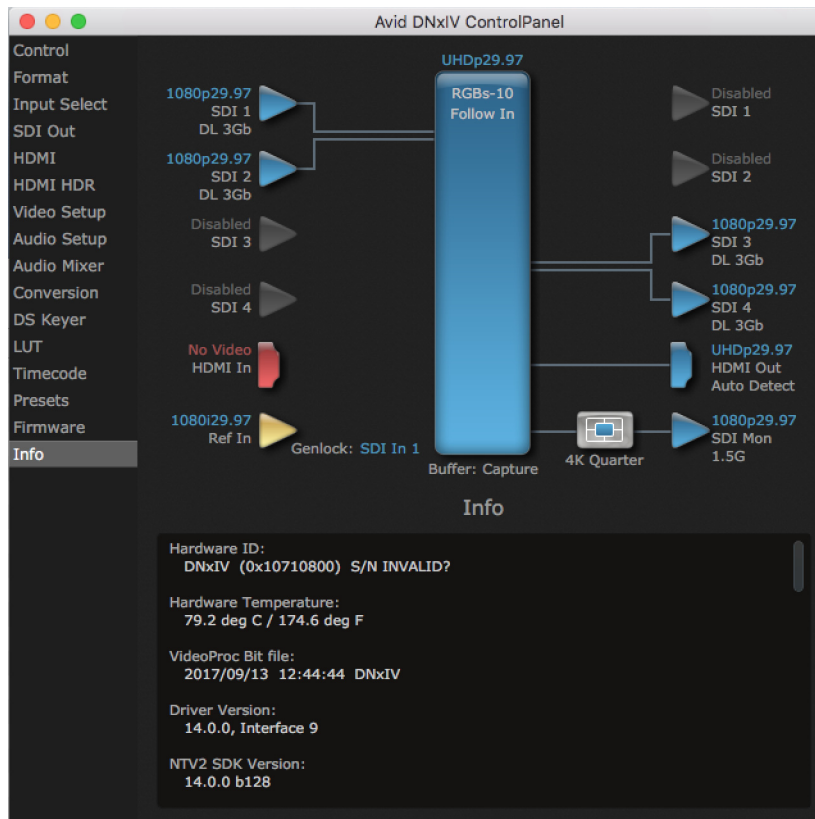 Avid DNxIV ControlPanel
Control
Format
Input Select
SDI Out
HDMI
HDMI HDR
Video Setup
Audio Setup
Audio Mixer
Conversion
DS Keyer
LUT
Timecode
Presets
Firmware
Info
1080p29.97
SDI 1
DL 3Gb
1080p29.97
SDI 2
DL 3Gb
Disabled
SDI 3
Disabled
SDI 4
No Video
HDMI In
1080i29.97
Ref In
Genlock: SDI In 1
UHDp29.97
RGBs-10
Follow In
Buffer: Capture
4K Quarter
Disabled
SDI 1
Disabled
SDI 2
1080p29.97
SDI 3
DL 3Gb
1080p29.97
SDI 4
DL 3Gb
UHDp29.97
HDMI Out
Auto Detect
1080p29.97
SDI Mon
1.5G
Info
Hardware ID:
DNxIV (0x10710800) S/N INVALID?
Hardware Temperature:
79.2 deg C / 174.6 deg F
VideoProc Bit file:
2017/09/13 12:44:44 DNxIV
Driver Version:
14.0.0, Interface 9
NTV2 SDK Version:
14.0.0 b128